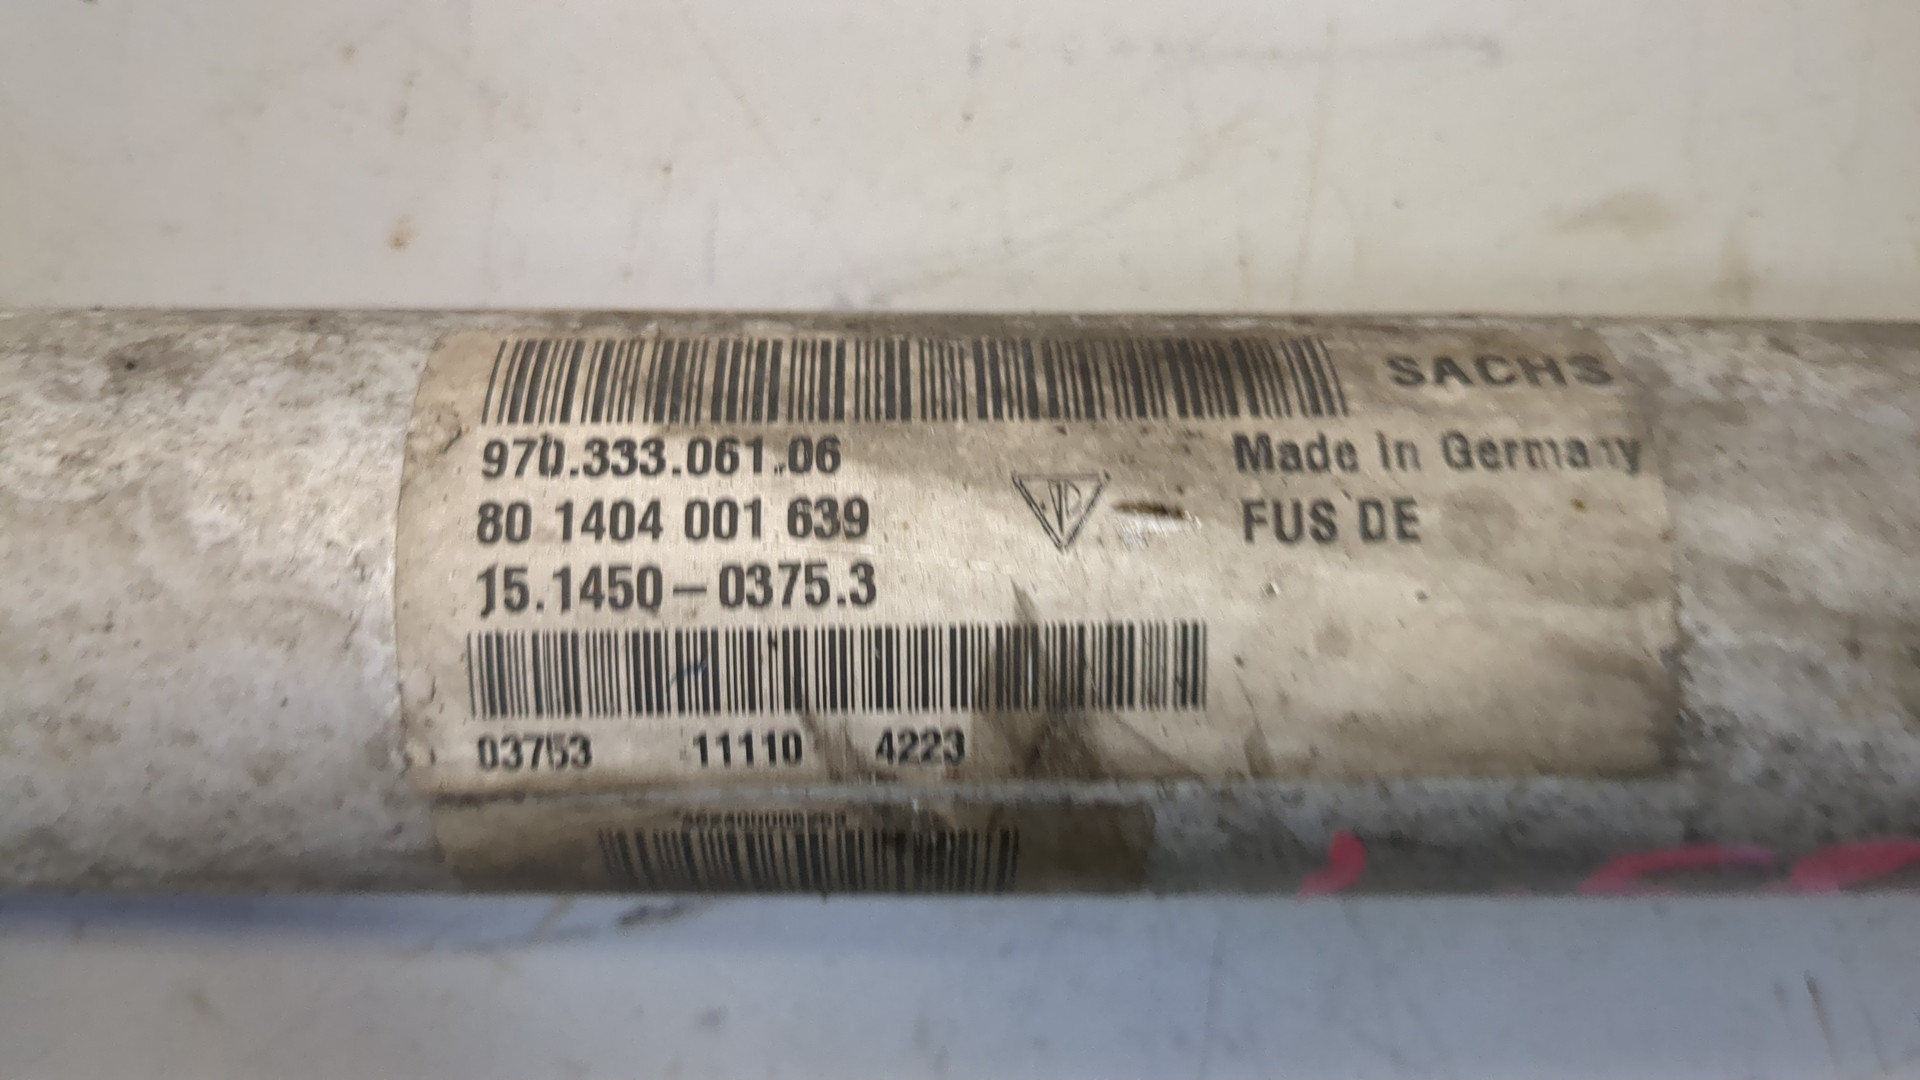 SACHS
970.333.061.06
Made in Germany
80 1404 001 639
FUS DE
15.1450-0375.3
03753 11110 4223